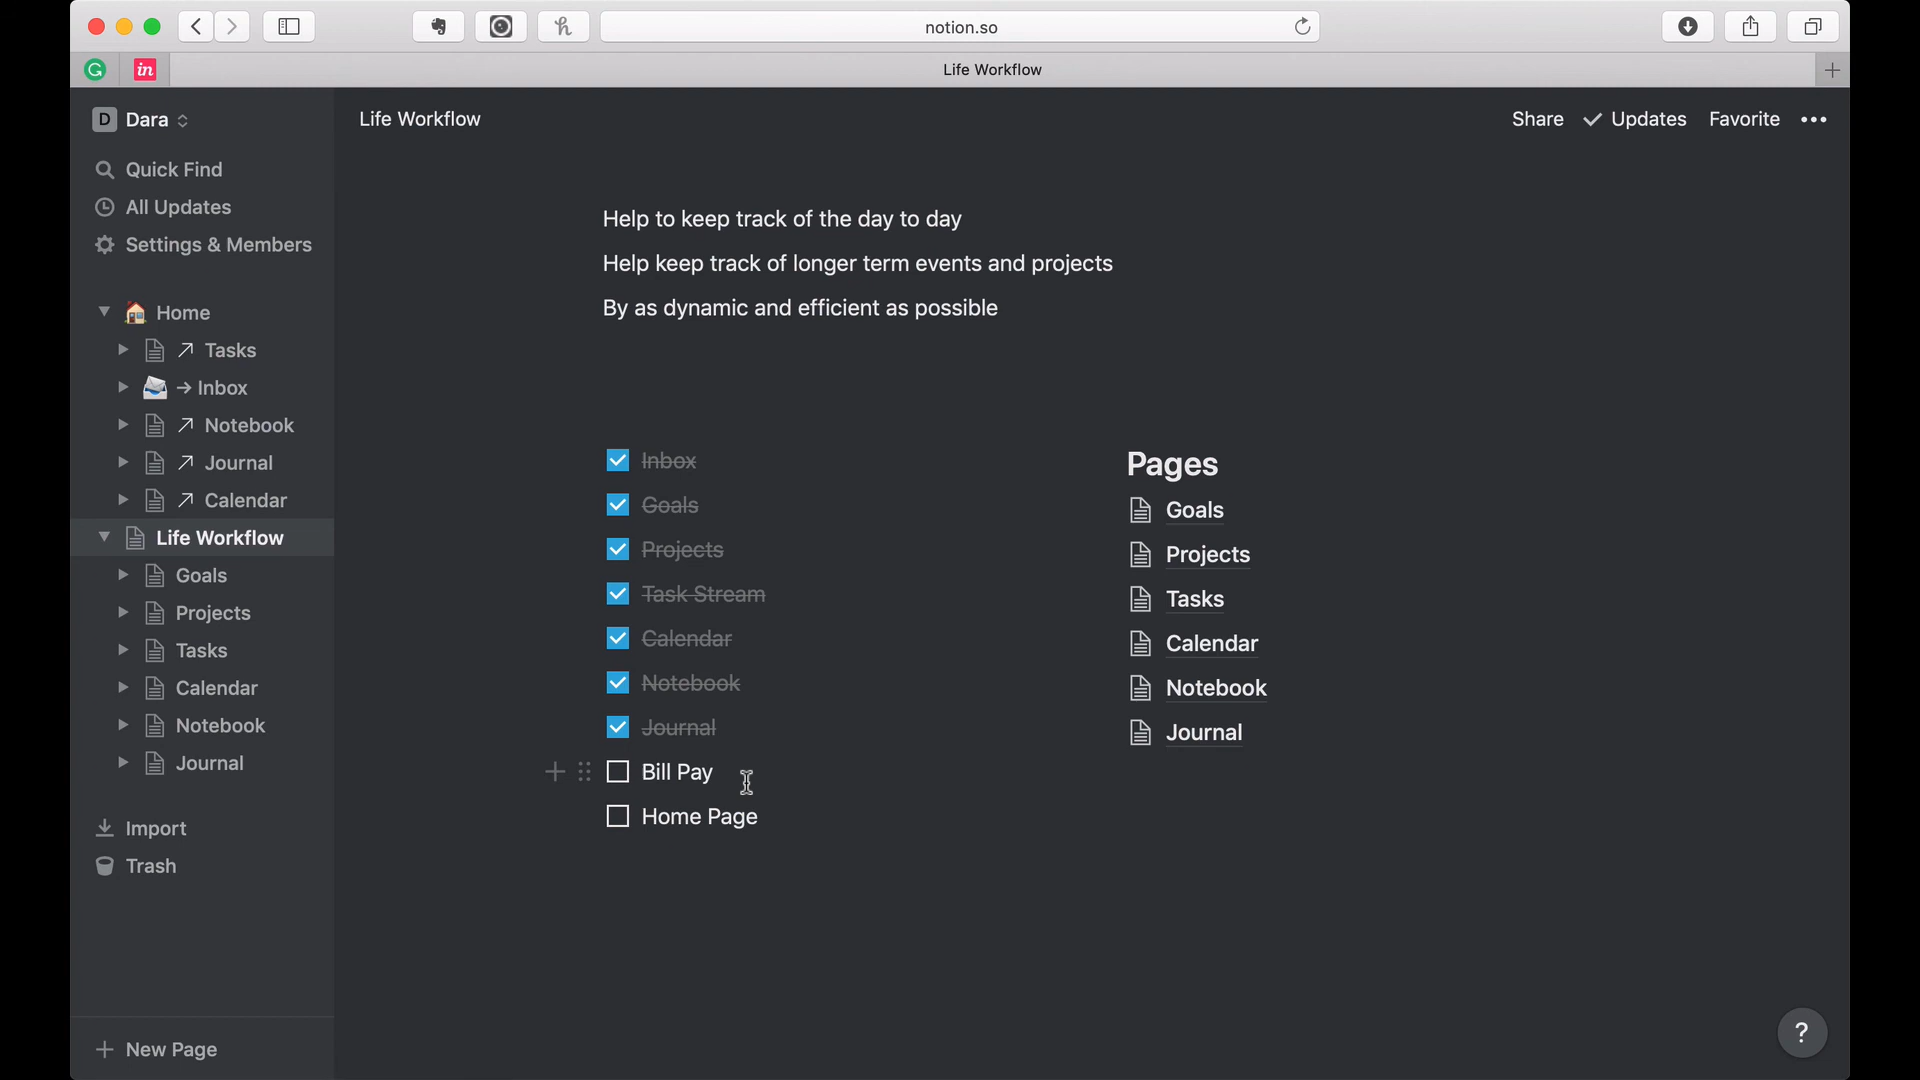 notion.so
G
in
Life Workflow
D Dara
Life Workflow
Share Updates Favorite
Quick Find
All Updates
Settings & Members
Home
Tasks
Inbox
Notebook
Journal
Calendar
Life Workflow
Goals
Projects
Tasks
Calendar
Notebook
Journal
Import
Trash
New Page
Help to keep track of the day to day
Help keep track of longer term events and projects
By as dynamic and efficient as possible
Inbox
Goals
Projects
Task Stream
Calendar
Notebook
Journal
Bill Pay
Home Page
Pages
Goals
Projects
Tasks
Calendar
Notebook
Journal
?